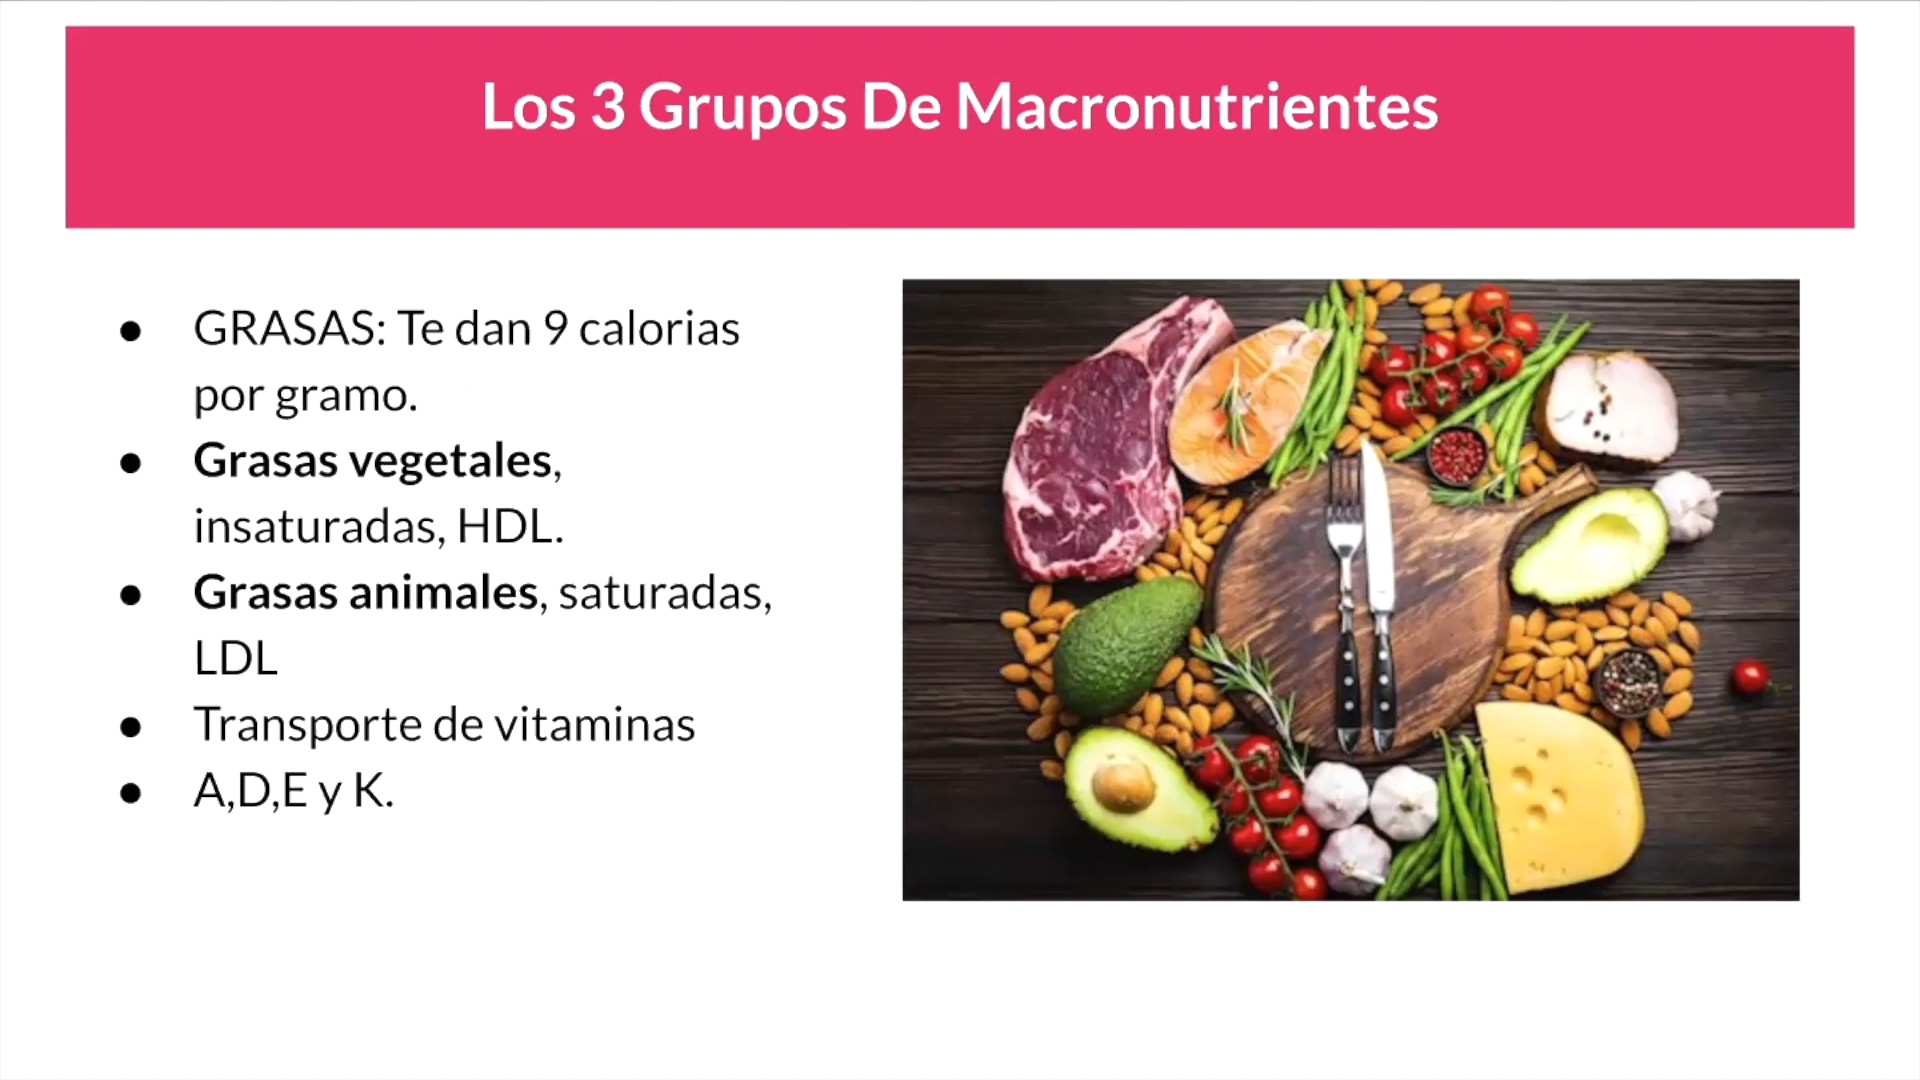 Los 3 Grupos De Macronutrientes
● GRASAS: Te dan 9 calorias
por gramo.
● Grasas vegetales,
insaturadas, HDL.
● Grasas animales, saturadas,
LDL
● Transporte de vitaminas
● A,D,E y K.